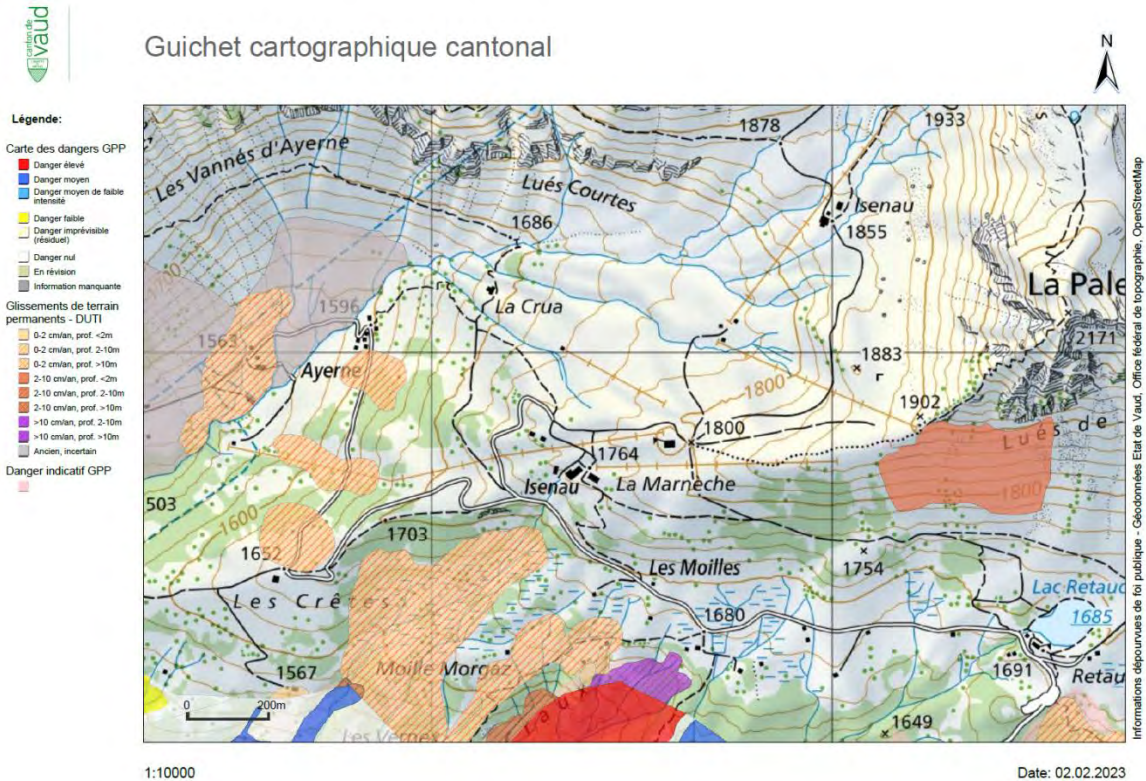 canton de
vaud
Guichet cartographique cantonal
N
Légende:
Carte des dangers GPP
Danger élevé
Danger moyen
Danger moyen de faible
intensité
Danger faible
Danger imprévisible
(résiduel)
Danger nul
En révision
Information manquante
Glissements de terrain
permanents - DUTI
0-2 cm/an, prof. <2m
0-2 cm/an, prof. 2-10m
0-2 cm/an, prof. >10m
2-10 cm/an, prof. <2m
2-10 cm/an, prof. 2-10m
2-10 cm/an, prof. >10m
>10 cm/an, prof. 2-10m
>10 cm/an, prof. >10m
Ancien, incertain
Danger indicatif GPP
1878
1933
s
Les Vannés d'Ayerne
Lués Courtes
Isenau
1686
1855
1700
La Crua
La Pale
1596
1563
2171
Ayerne
1883
1800
1902
1800
Lués de
1764
Isenau
La Marnèche
1800
503
1600
1703
1652
Les Moilles
1754
Les Crêtes
Lac Retaud
1685
1680
1567
Moille Morgaz
1691
Retau
0
200m
1649
Les Vernes
Informations dépourvues de foi publique - Géodonnées Etat de Vaud, Office fédéral de topographie, OpenStreetMap
1:10000
Date: 02.02.2023